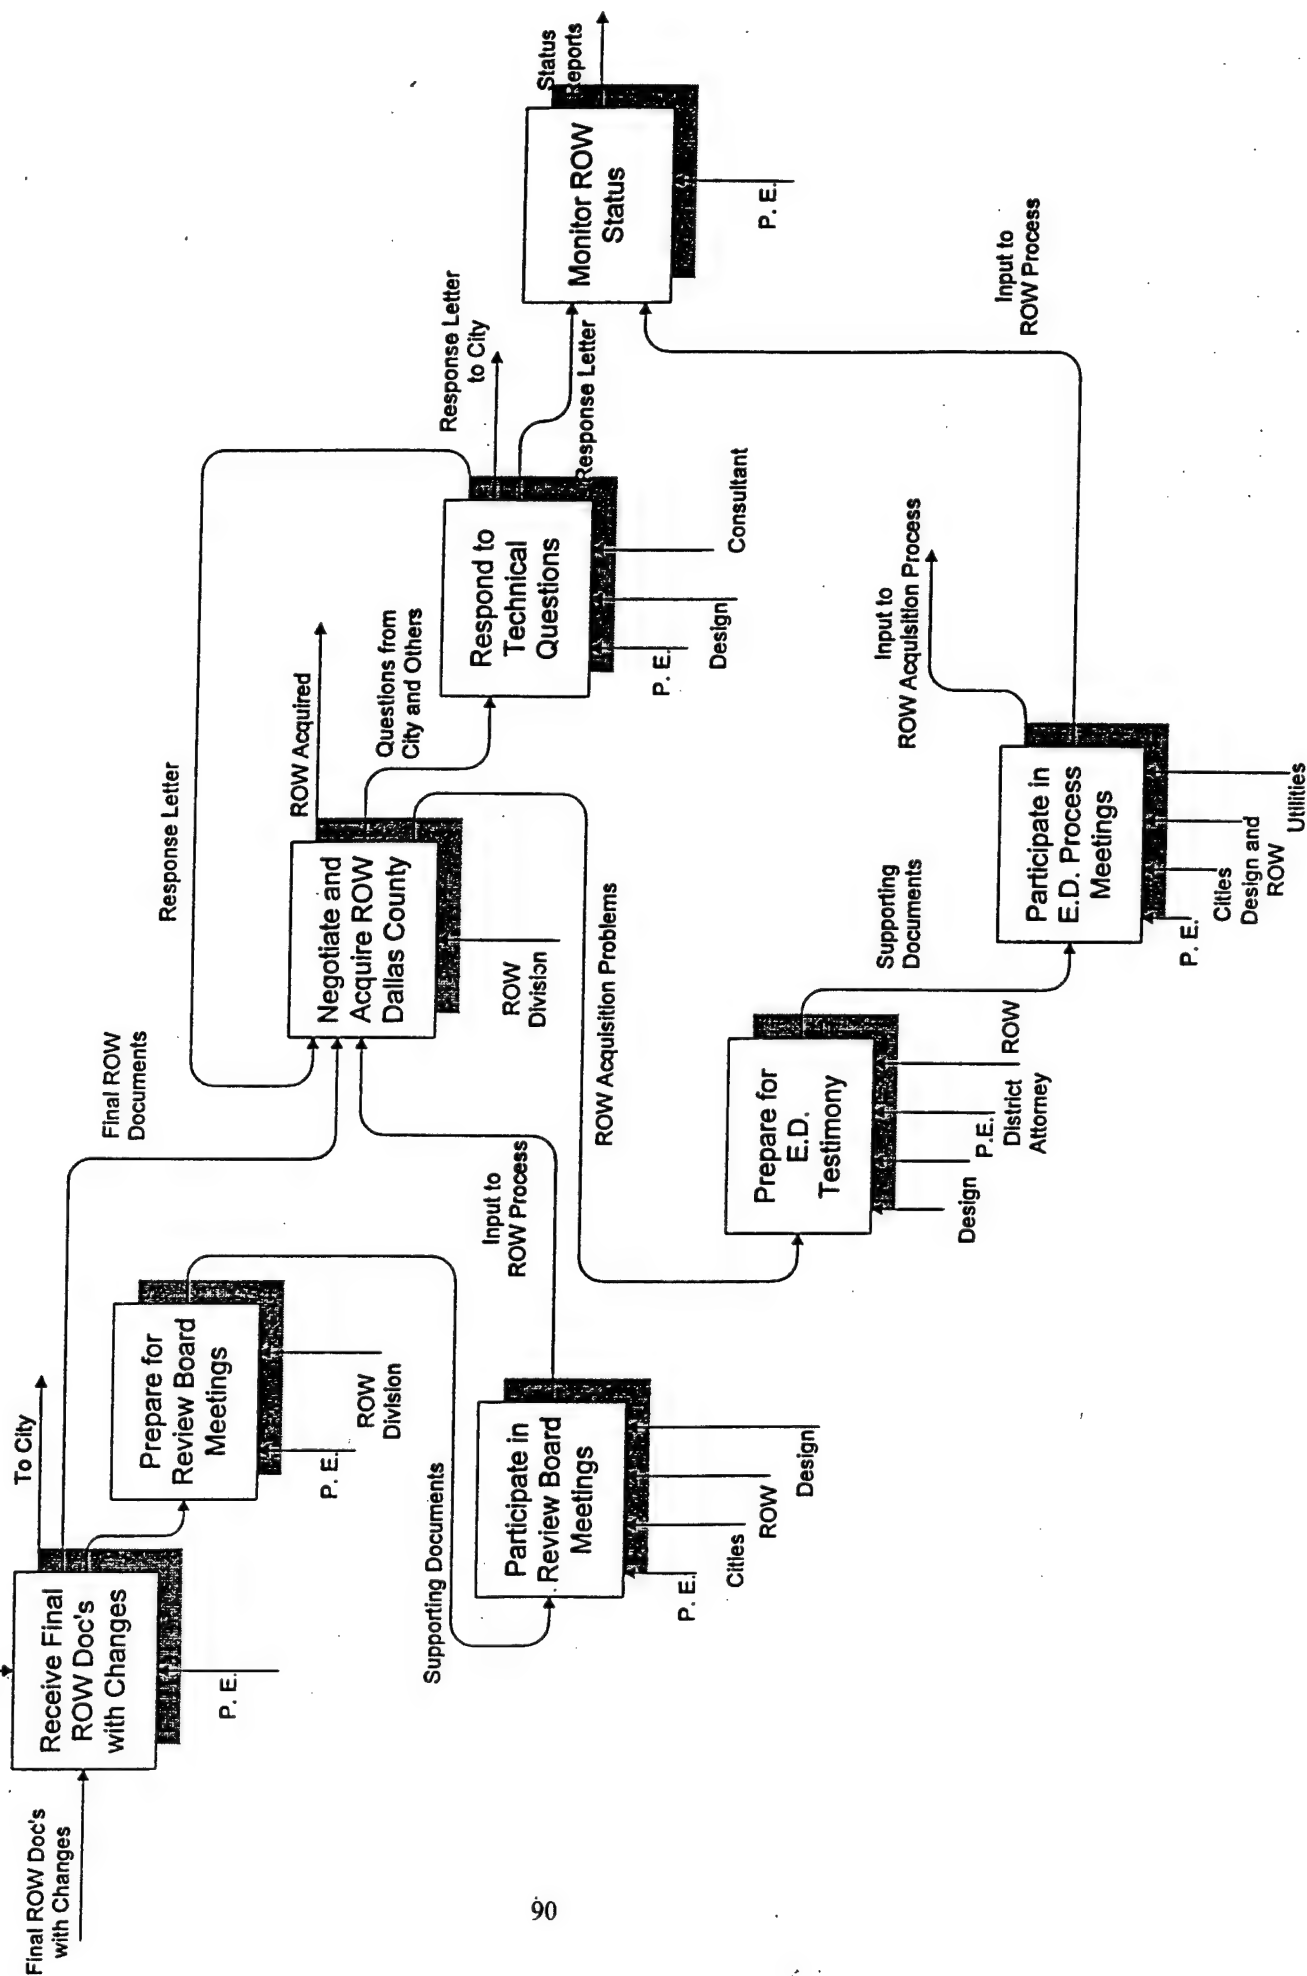 Final ROW Doc's
with Changes
Receive Final
ROW Doc's
with Changes
P. E.
To City
Prepare for
Review Board
Meetings
P. E.
ROW
Division
Supporting Documents
Participate in
Review Board
Meetings
P. E.
Cities
ROW
Design
Input to
ROW Process
Final ROW
Documents
Response Letter
Negotiate and
Acquire ROW
Dallas County
ROW
Division
ROW Acquired
Questions from
City and Others
ROW Acquisition Problems
Respond to
Technical
Questions
P. E.
Design
Consultant
Response Letter
to City
Response Letter
Monitor ROW
Status
P. E.
Status
Reports
Prepare for
E.D.
Testimony
Design
P.E.
District
Attorney
ROW
Supporting
Documents
Participate in
E.D. Process
Meetings
P. E.
Cities
Design and
ROW
Utilities
Input to
ROW Acquisition Process
Input to
ROW Process
90